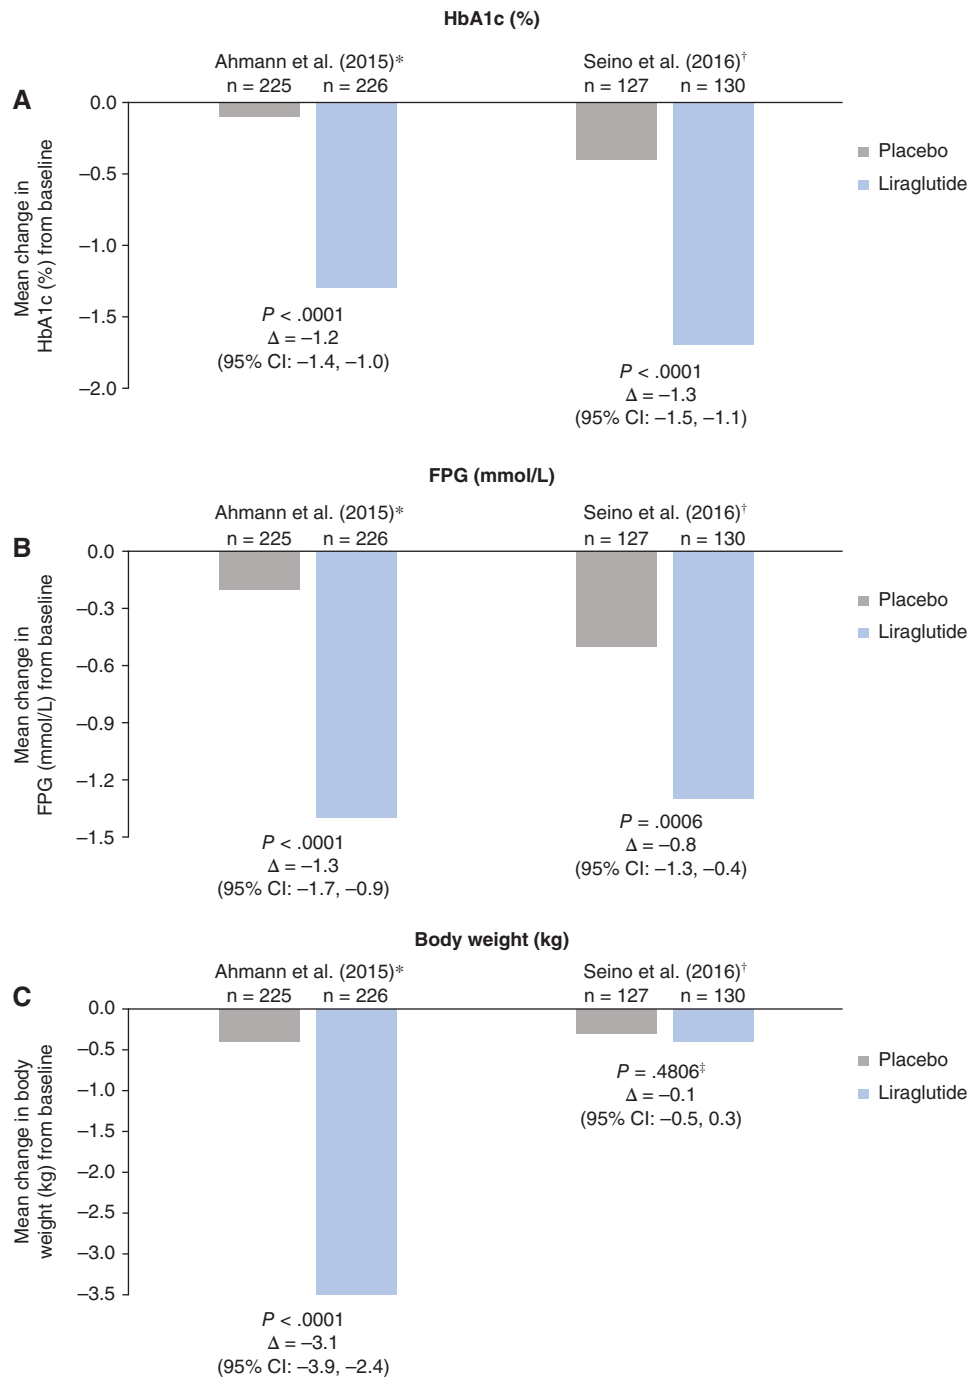 HbA1c (%)
Ahmann et al. (2015)* Seino et al. (2016)†
n = 225 n = 226 n = 127 n = 130
A
0.0
–0.5
–1.0
–1.5
–2.0
Mean change in
HbA1c (%) from baseline
Placebo
Liraglutide
P < .0001
Δ = –1.2
(95% CI: –1.4, –1.0)
P < .0001
Δ = –1.3
(95% CI: –1.5, –1.1)
FPG (mmol/L)
Ahmann et al. (2015)* Seino et al. (2016)†
n = 225 n = 226 n = 127 n = 130
B
0.0
–0.3
–0.6
–0.9
–1.2
–1.5
Mean change in
FPG (mmol/L) from baseline
Placebo
Liraglutide
P < .0001
Δ = –1.3
(95% CI: –1.7, –0.9)
P = .0006
Δ = –0.8
(95% CI: –1.3, –0.4)
Body weight (kg)
Ahmann et al. (2015)* Seino et al. (2016)†
n = 225 n = 226 n = 127 n = 130
C
0.0
–0.5
–1.0
–1.5
–2.0
–2.5
–3.0
–3.5
Mean change in body
weight (kg) from baseline
Placebo
Liraglutide
P = .4806‡
Δ = –0.1
(95% CI: –0.5, 0.3)
P < .0001
Δ = –3.1
(95% CI: –3.9, –2.4)